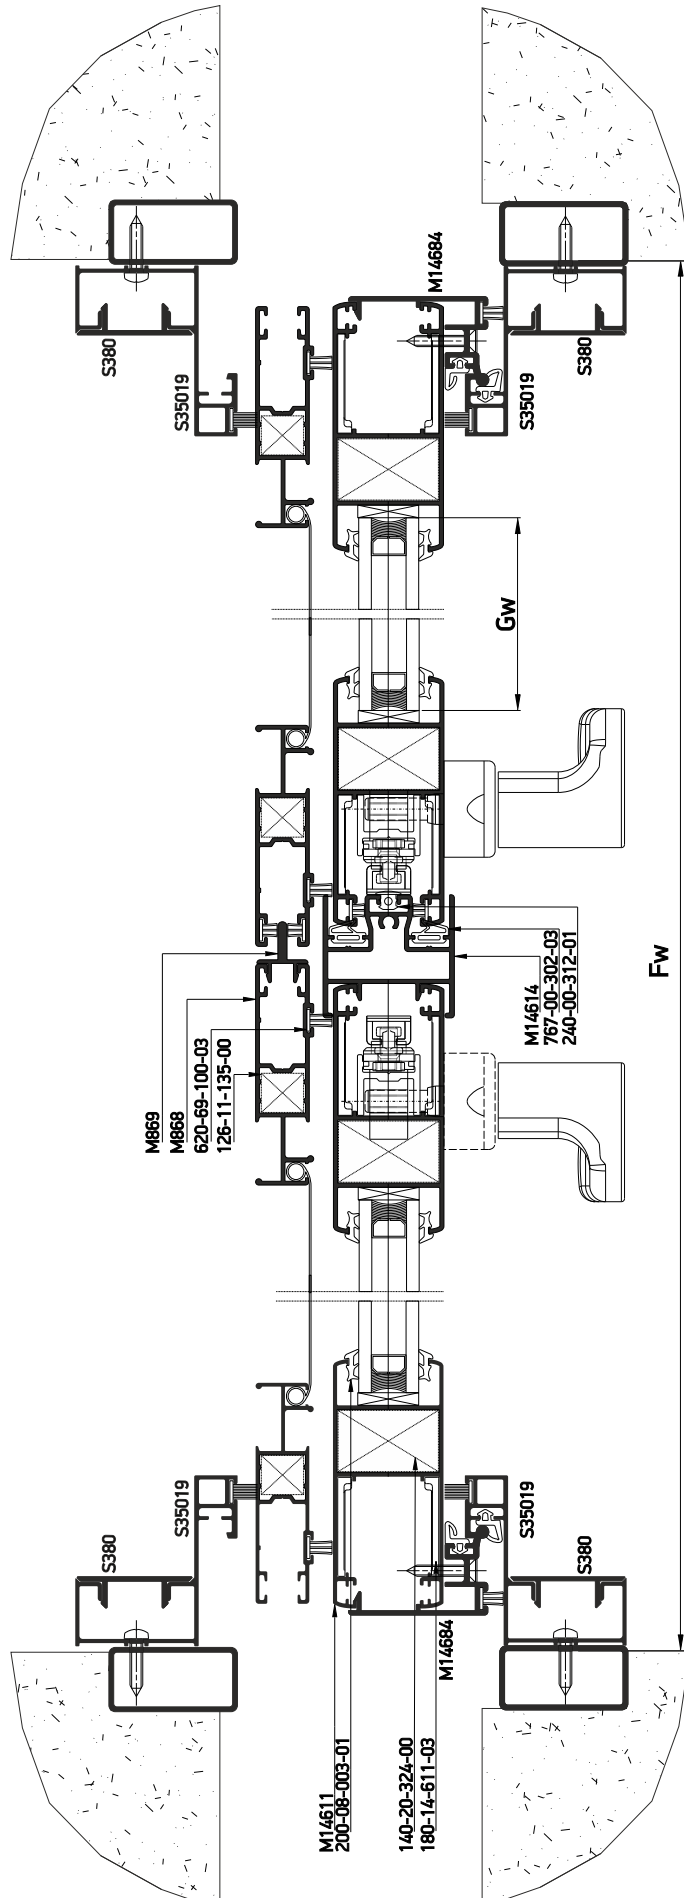 M14684
S380
S35019
S380
S35019
Gw
Fw
M869
M868
620-69-100-03
126-11-135-00
M14614
767-00-302-03
240-00-312-01
S35019
S380
S35019
S380
M14684
M14611
200-08-003-01
140-20-324-00
180-14-611-03